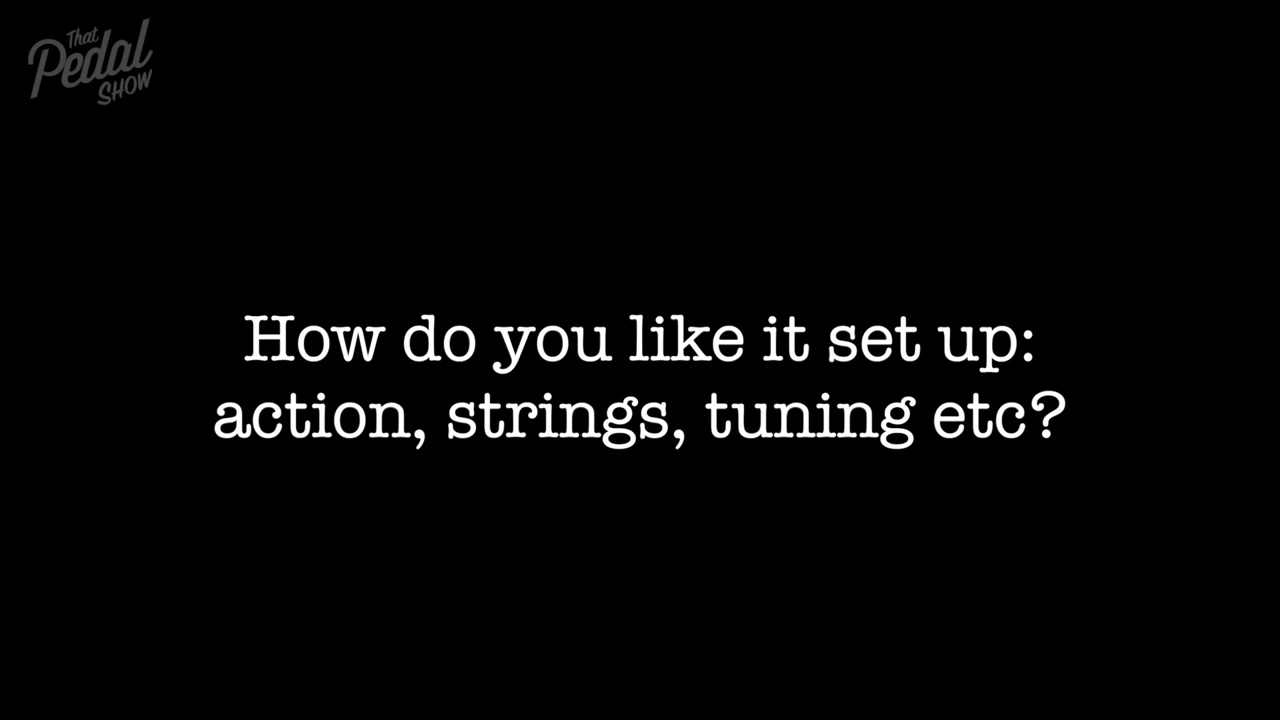 That
Pedal
SHOW
How do you like it set up:
action, strings, tuning etc?